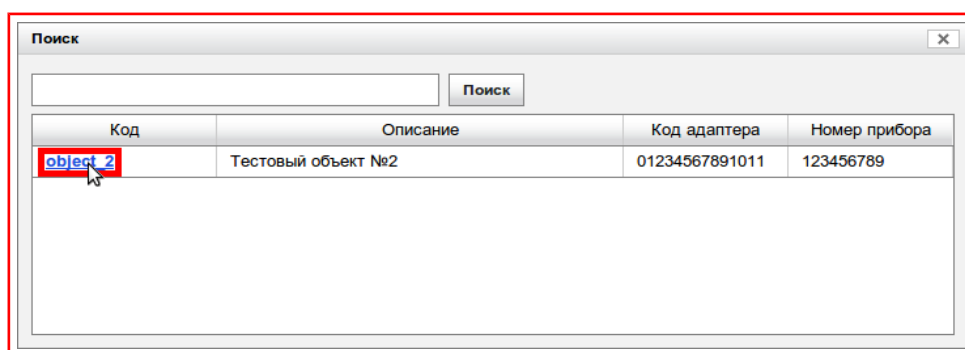 Поиск
Поиск
Код Описание Код адаптера Номер прибора
object_2 Тестовый объект №2 01234567891011 123456789